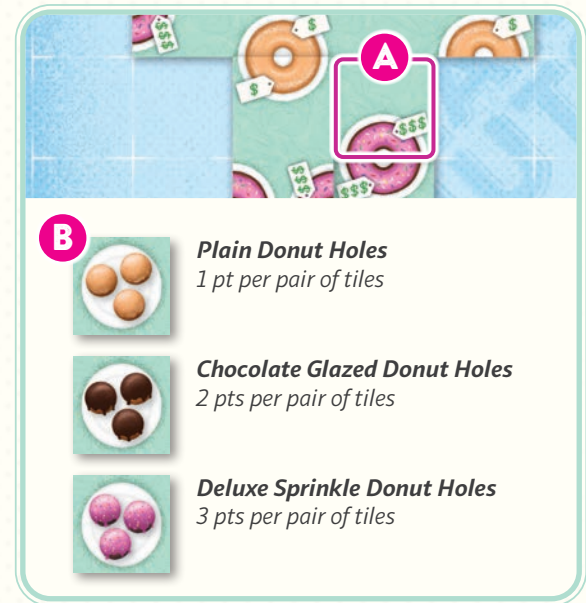 $$$
$
$
A
$$$
$$$
$$$
B
Plain Donut Holes
1 pt per pair of tiles
Chocolate Glazed Donut Holes
2 pts per pair of tiles
Deluxe Sprinkle Donut Holes
3 pts per pair of tiles